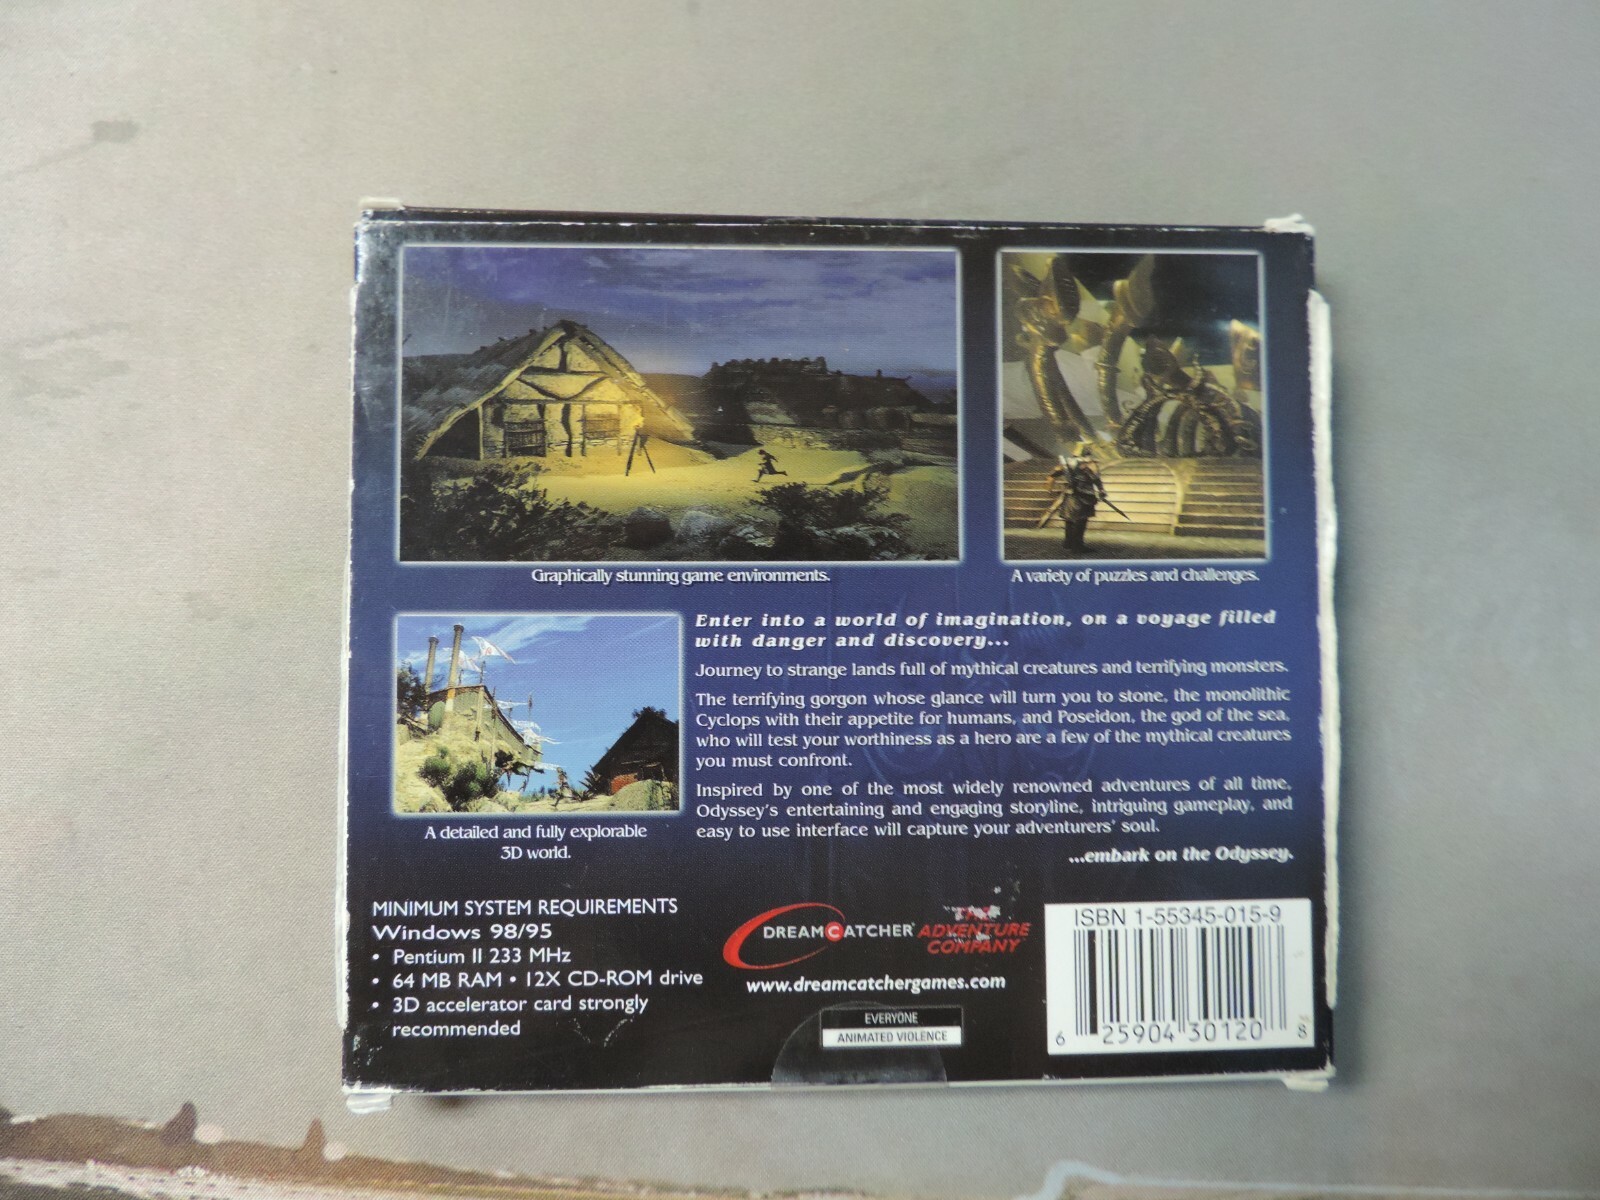 Graphically stunning game environments.
A variety of puzzles and challenges.
Enter into a world of imagination, on a voyage filled
with danger and discovery...
Journey to strange lands full of mythical creatures and terrifying monsters.
The terrifying gorgon whose glance will turn you to stone, the monolithic
Cyclops with their appetite for humans, and Poseidon, the god of the sea,
who will test your worthiness as a hero are a few of the mythical creatures
you must confront.
Inspired by one of the most widely renowned adventures of all time,
Odyssey's entertaining and engaging storyline, intriguing gameplay, and
easy to use interface will capture your adventurers' soul.
...embark on the Odyssey.
A detailed and fully explorable
3D world.
MINIMUM SYSTEM REQUIREMENTS
Windows 98/95
• Pentium II 233 MHz
• 64 MB RAM • 12X CD-ROM drive
• 3D accelerator card strongly
recommended
DREAMCATCHER
ADVENTURE
COMPANY
www.dreamcatchergames.com
EVERYONE
ANIMATED VIOLENCE
ISBN 1-55345-015-9
6 25904 30120 8